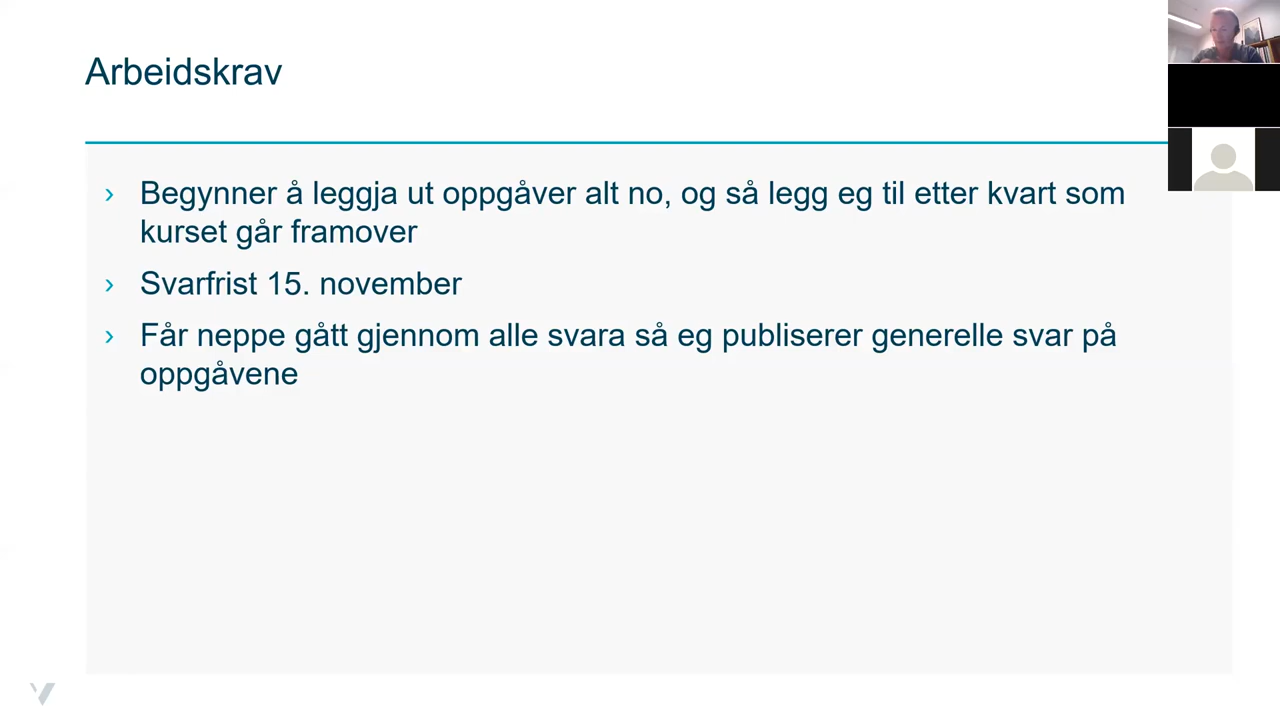 Arbeidskrav
› Begynner å leggja ut oppgåver alt no, og så legg eg til etter kvart som
kurset går framover
› Svarfrist 15. november
› Får neppe gått gjennom alle svara så eg publiserer generelle svar på
oppgåvene